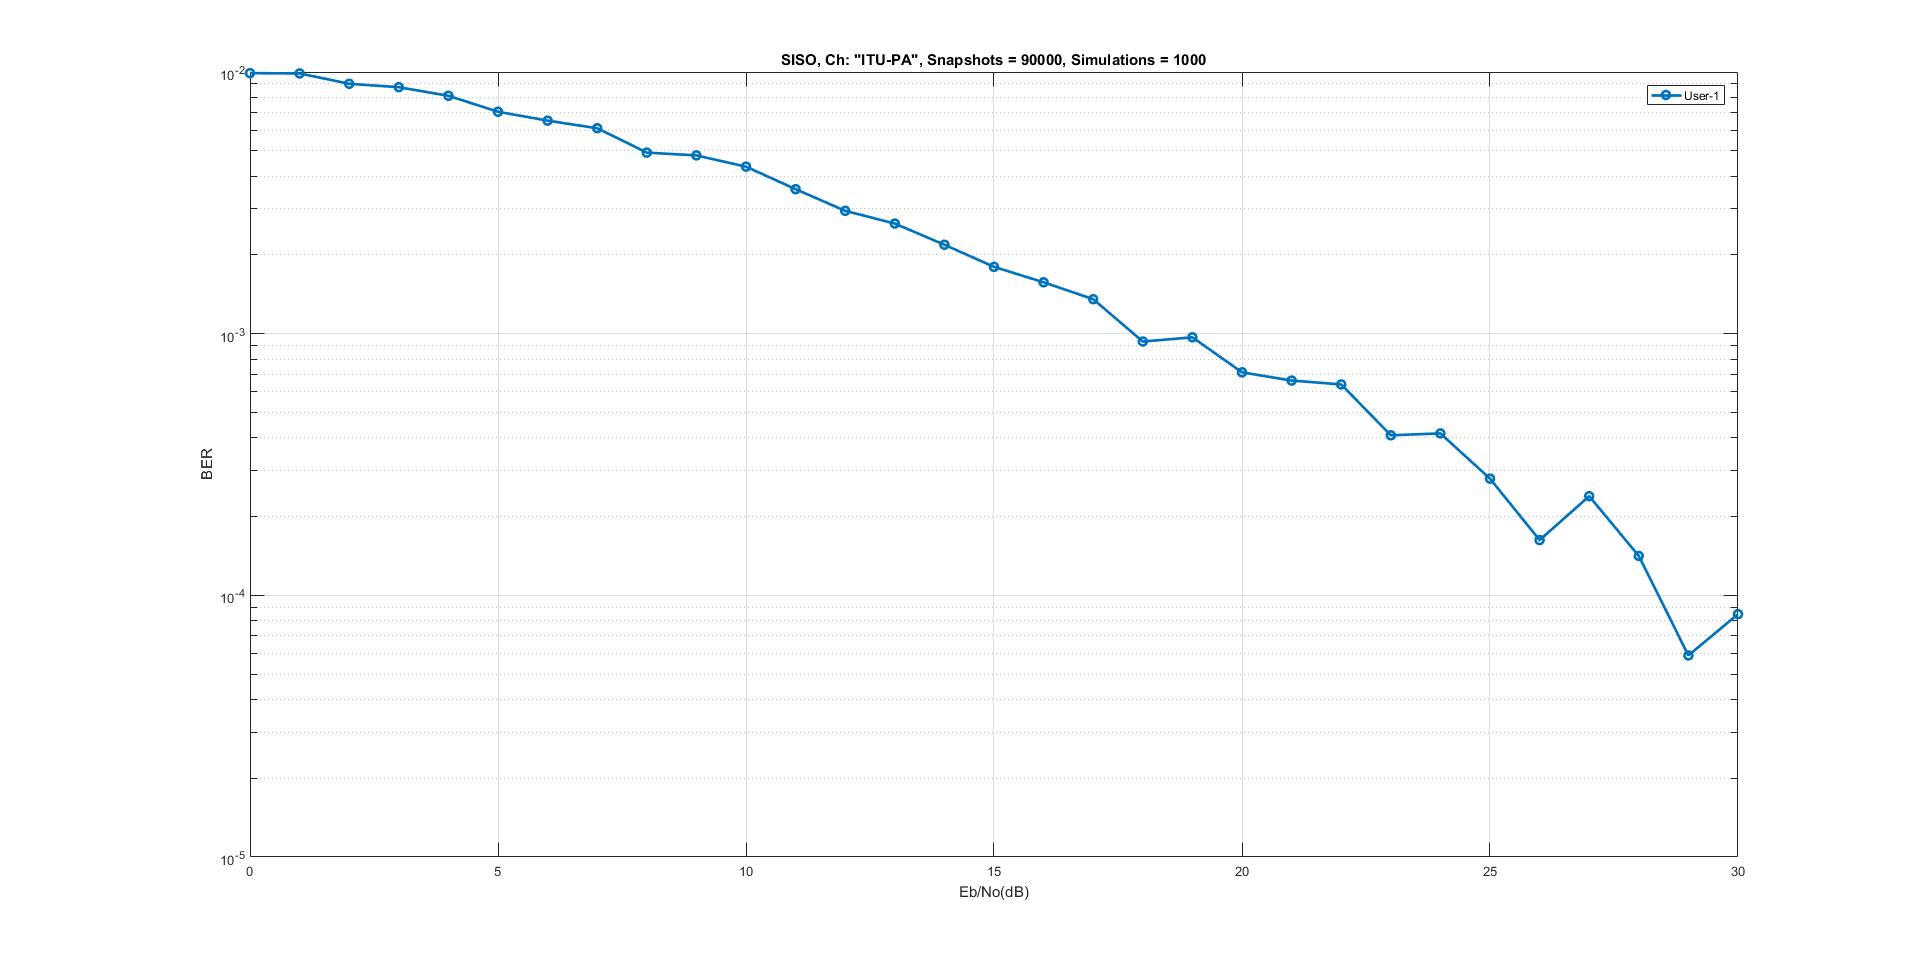 SISO, Ch: "ITU-PA", Snapshots = 90000, Simulations = 1000
User-1
10^-2
10^-3
10^-4
10^-5
BER
0 5 10 15 20 25 30
Eb/No(dB)